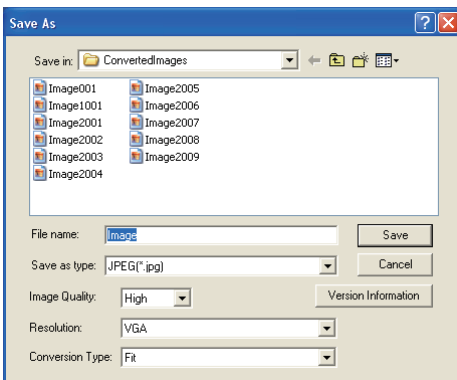 Save As
Save in: ConvertedImages
Image001
Image1001
Image2001
Image2002
Image2003
Image2004
Image2005
Image2006
Image2007
Image2008
Image2009
File name: Image
Save
Save as type: JPEG(*.jpg)
Cancel
Image Quality: High
Version Information
Resolution: VGA
Conversion Type: Fit